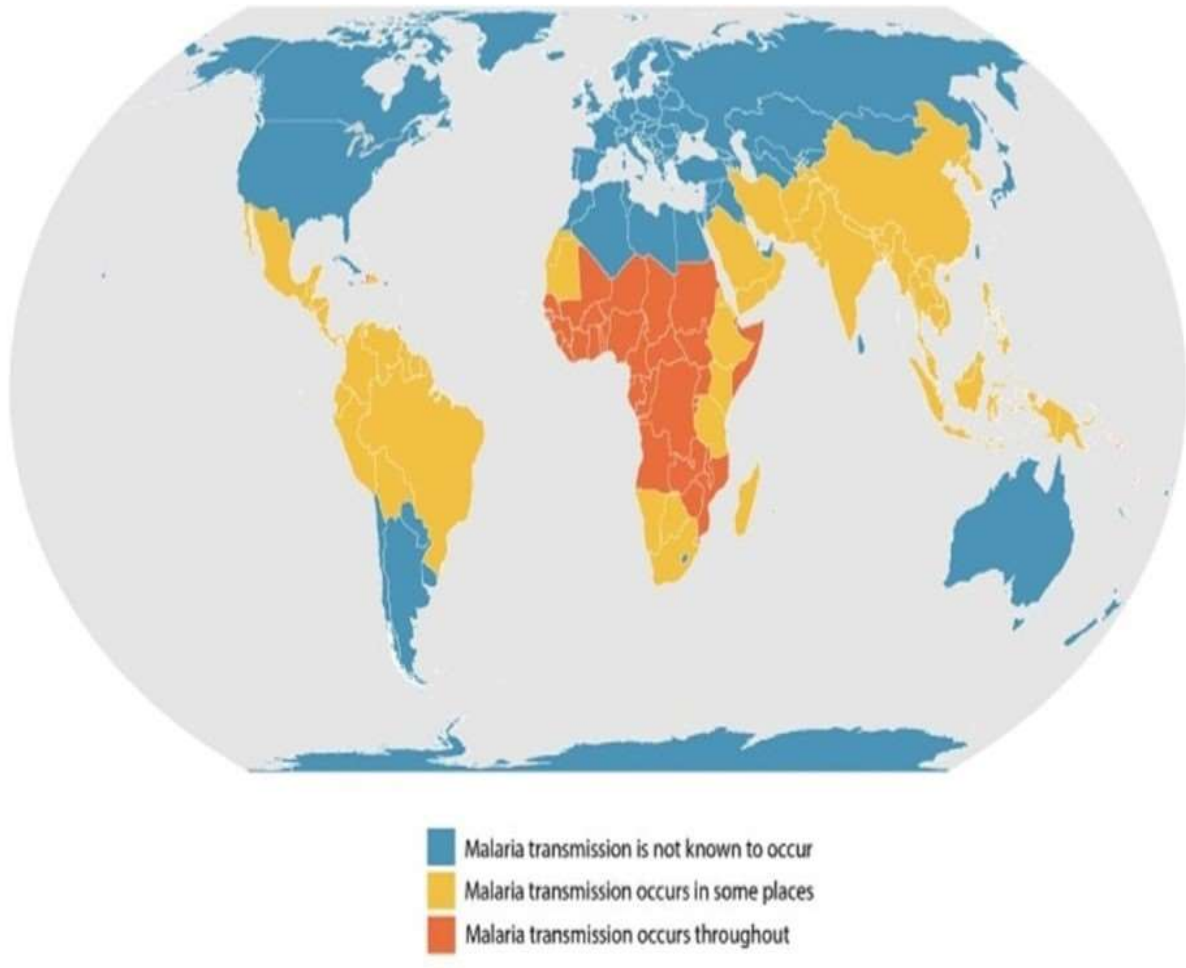 Malaria transmission is not known to occur
Malaria transmission occurs in some places
Malaria transmission occurs throughout